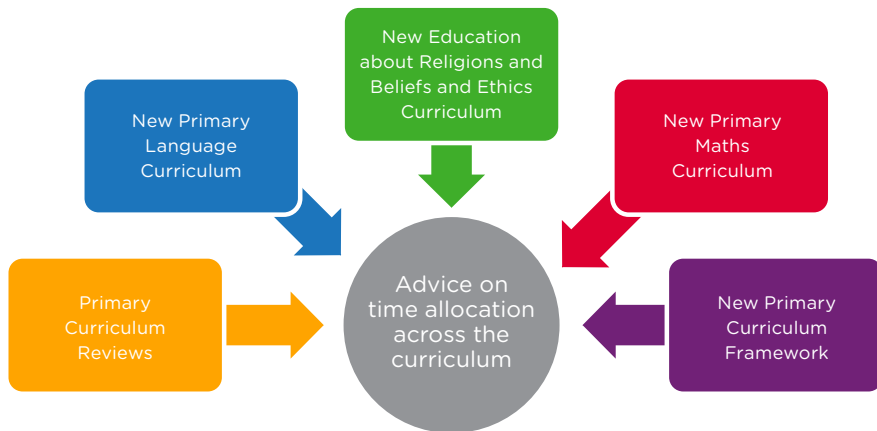 New Education
about Religions and
Beliefs and Ethics
Curriculum
New Primary
Language
Curriculum
New Primary
Maths
Curriculum
Primary
Curriculum
Reviews
Advice on
time allocation
across the
curriculum
New Primary
Curriculum
Framework